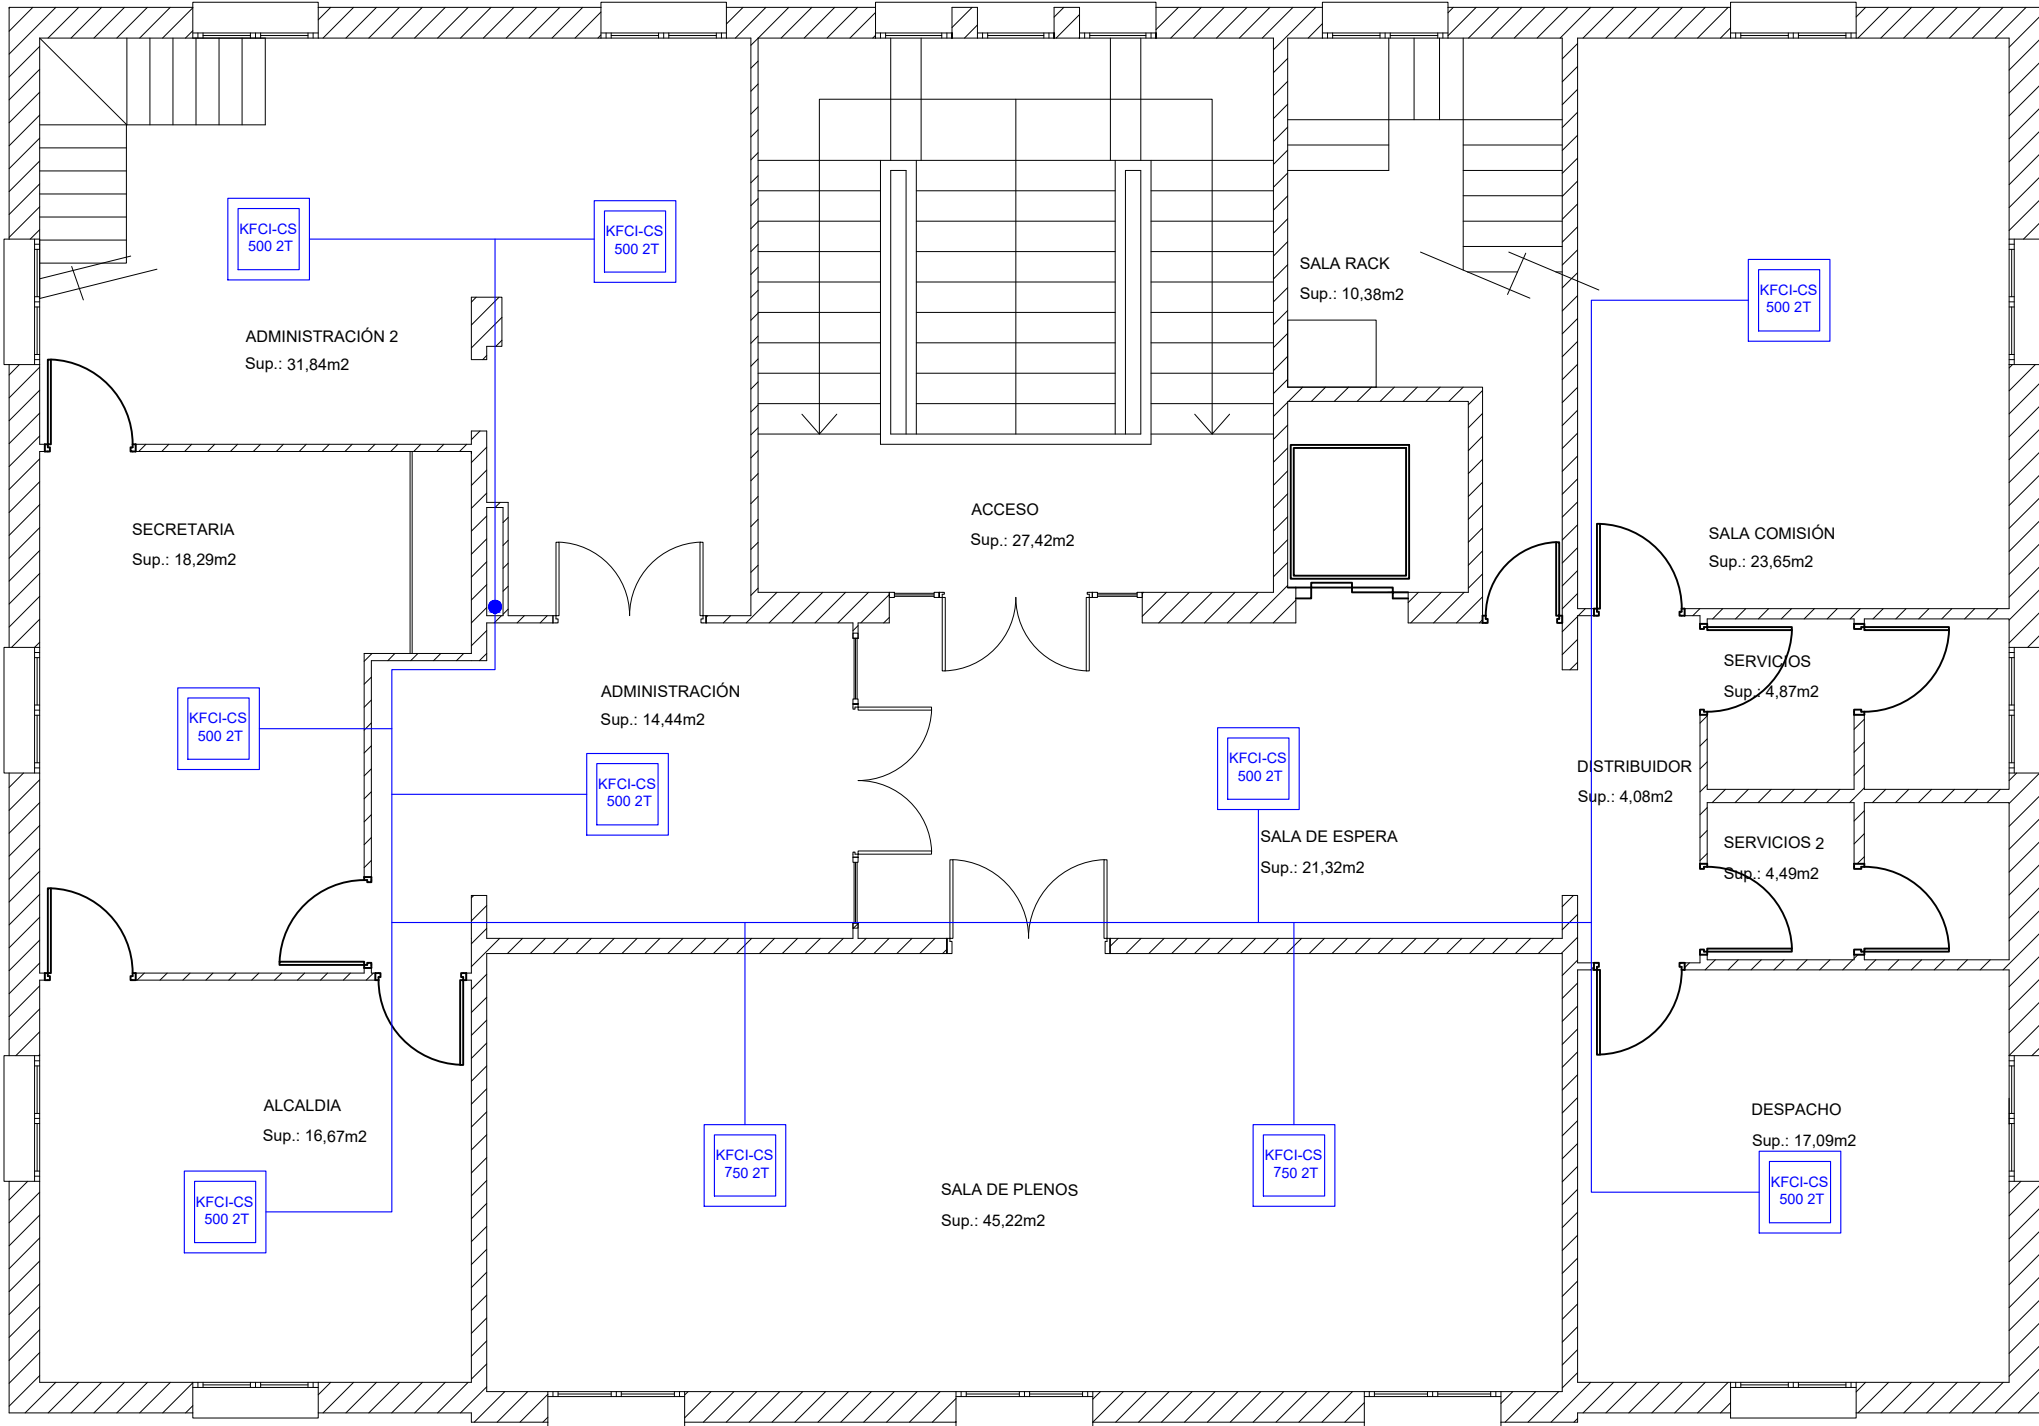 KFCI-CS
500 2T
KFCI-CS
500 2T
SALA RACK
Sup.: 10,38m2
KFCI-CS
500 2T
ADMINISTRACIÓN 2
Sup.: 31,84m2
SECRETARIA
Sup.: 18,29m2
ACCESO
Sup.: 27,42m2
SALA COMISIÓN
Sup.: 23,65m2
SERVICIOS
Sup.: 4,87m2
ADMINISTRACIÓN
Sup.: 14,44m2
KFCI-CS
500 2T
KFCI-CS
500 2T
KFCI-CS
500 2T
DISTRIBUIDOR
Sup.: 4,08m2
SALA DE ESPERA
Sup.: 21,32m2
SERVICIOS 2
Sup.: 4,49m2
ALCALDIA
Sup.: 16,67m2
DESPACHO
Sup.: 17,09m2
KFCI-CS
750 2T
KFCI-CS
750 2T
SALA DE PLENOS
Sup.: 45,22m2
KFCI-CS
500 2T
KFCI-CS
500 2T